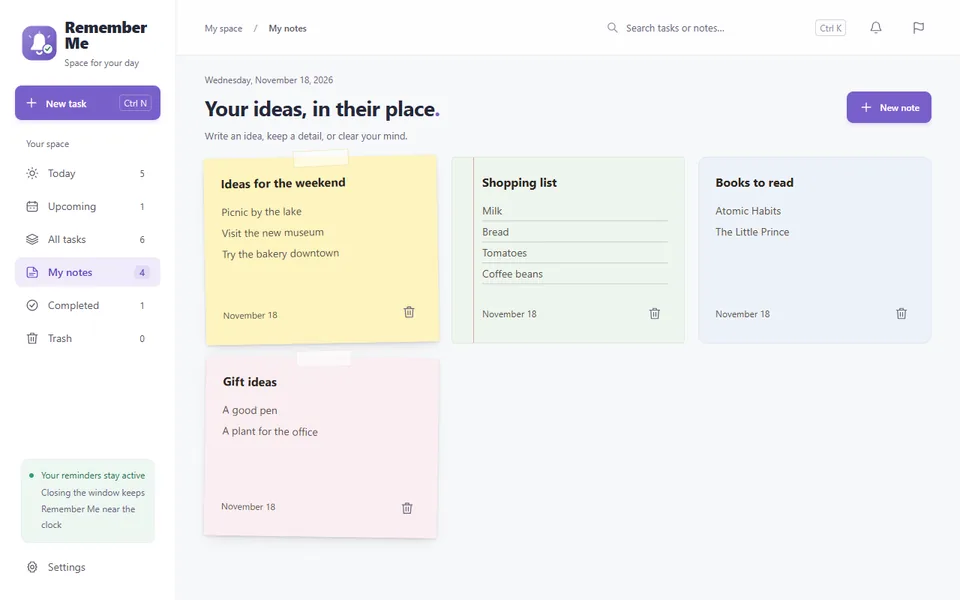 Remember
Me
Space for your day
New task Ctrl N
Your space
Today 5
Upcoming 1
All tasks 6
My notes 4
Completed 1
Trash 0
Your reminders stay active
Closing the window keeps
Remember Me near the
clock
Settings
My space / My notes
Search tasks or notes... Ctrl K
Wednesday, November 18, 2026
Your ideas, in their place.
Write an idea, keep a detail, or clear your mind.
New note
Ideas for the weekend
Picnic by the lake
Visit the new museum
Try the bakery downtown
November 18
Shopping list
Milk
Bread
Tomatoes
Coffee beans
November 18
Books to read
Atomic Habits
The Little Prince
November 18
Gift ideas
A good pen
A plant for the office
November 18